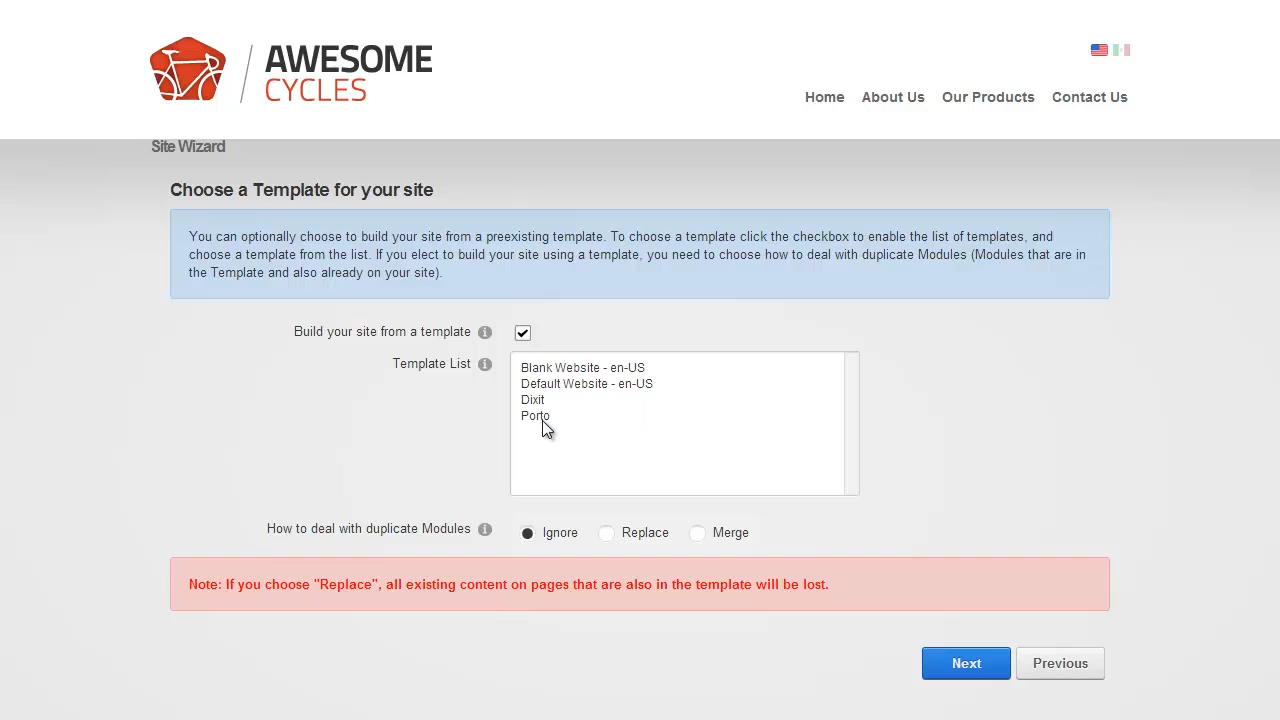 AWESOME
CYCLES
Home About Us Our Products Contact Us
Site Wizard
Choose a Template for your site
You can optionally choose to build your site from a preexisting template. To choose a template click the checkbox to enable the list of templates, and
choose a template from the list. If you elect to build your site using a template, you need to choose how to deal with duplicate Modules (Modules that are in
the Template and also already on your site).
Build your site from a template
Template List
Blank Website - en-US
Default Website - en-US
Dixit
Porto
How to deal with duplicate Modules
Ignore Replace Merge
Note: If you choose "Replace", all existing content on pages that are also in the template will be lost.
Next Previous